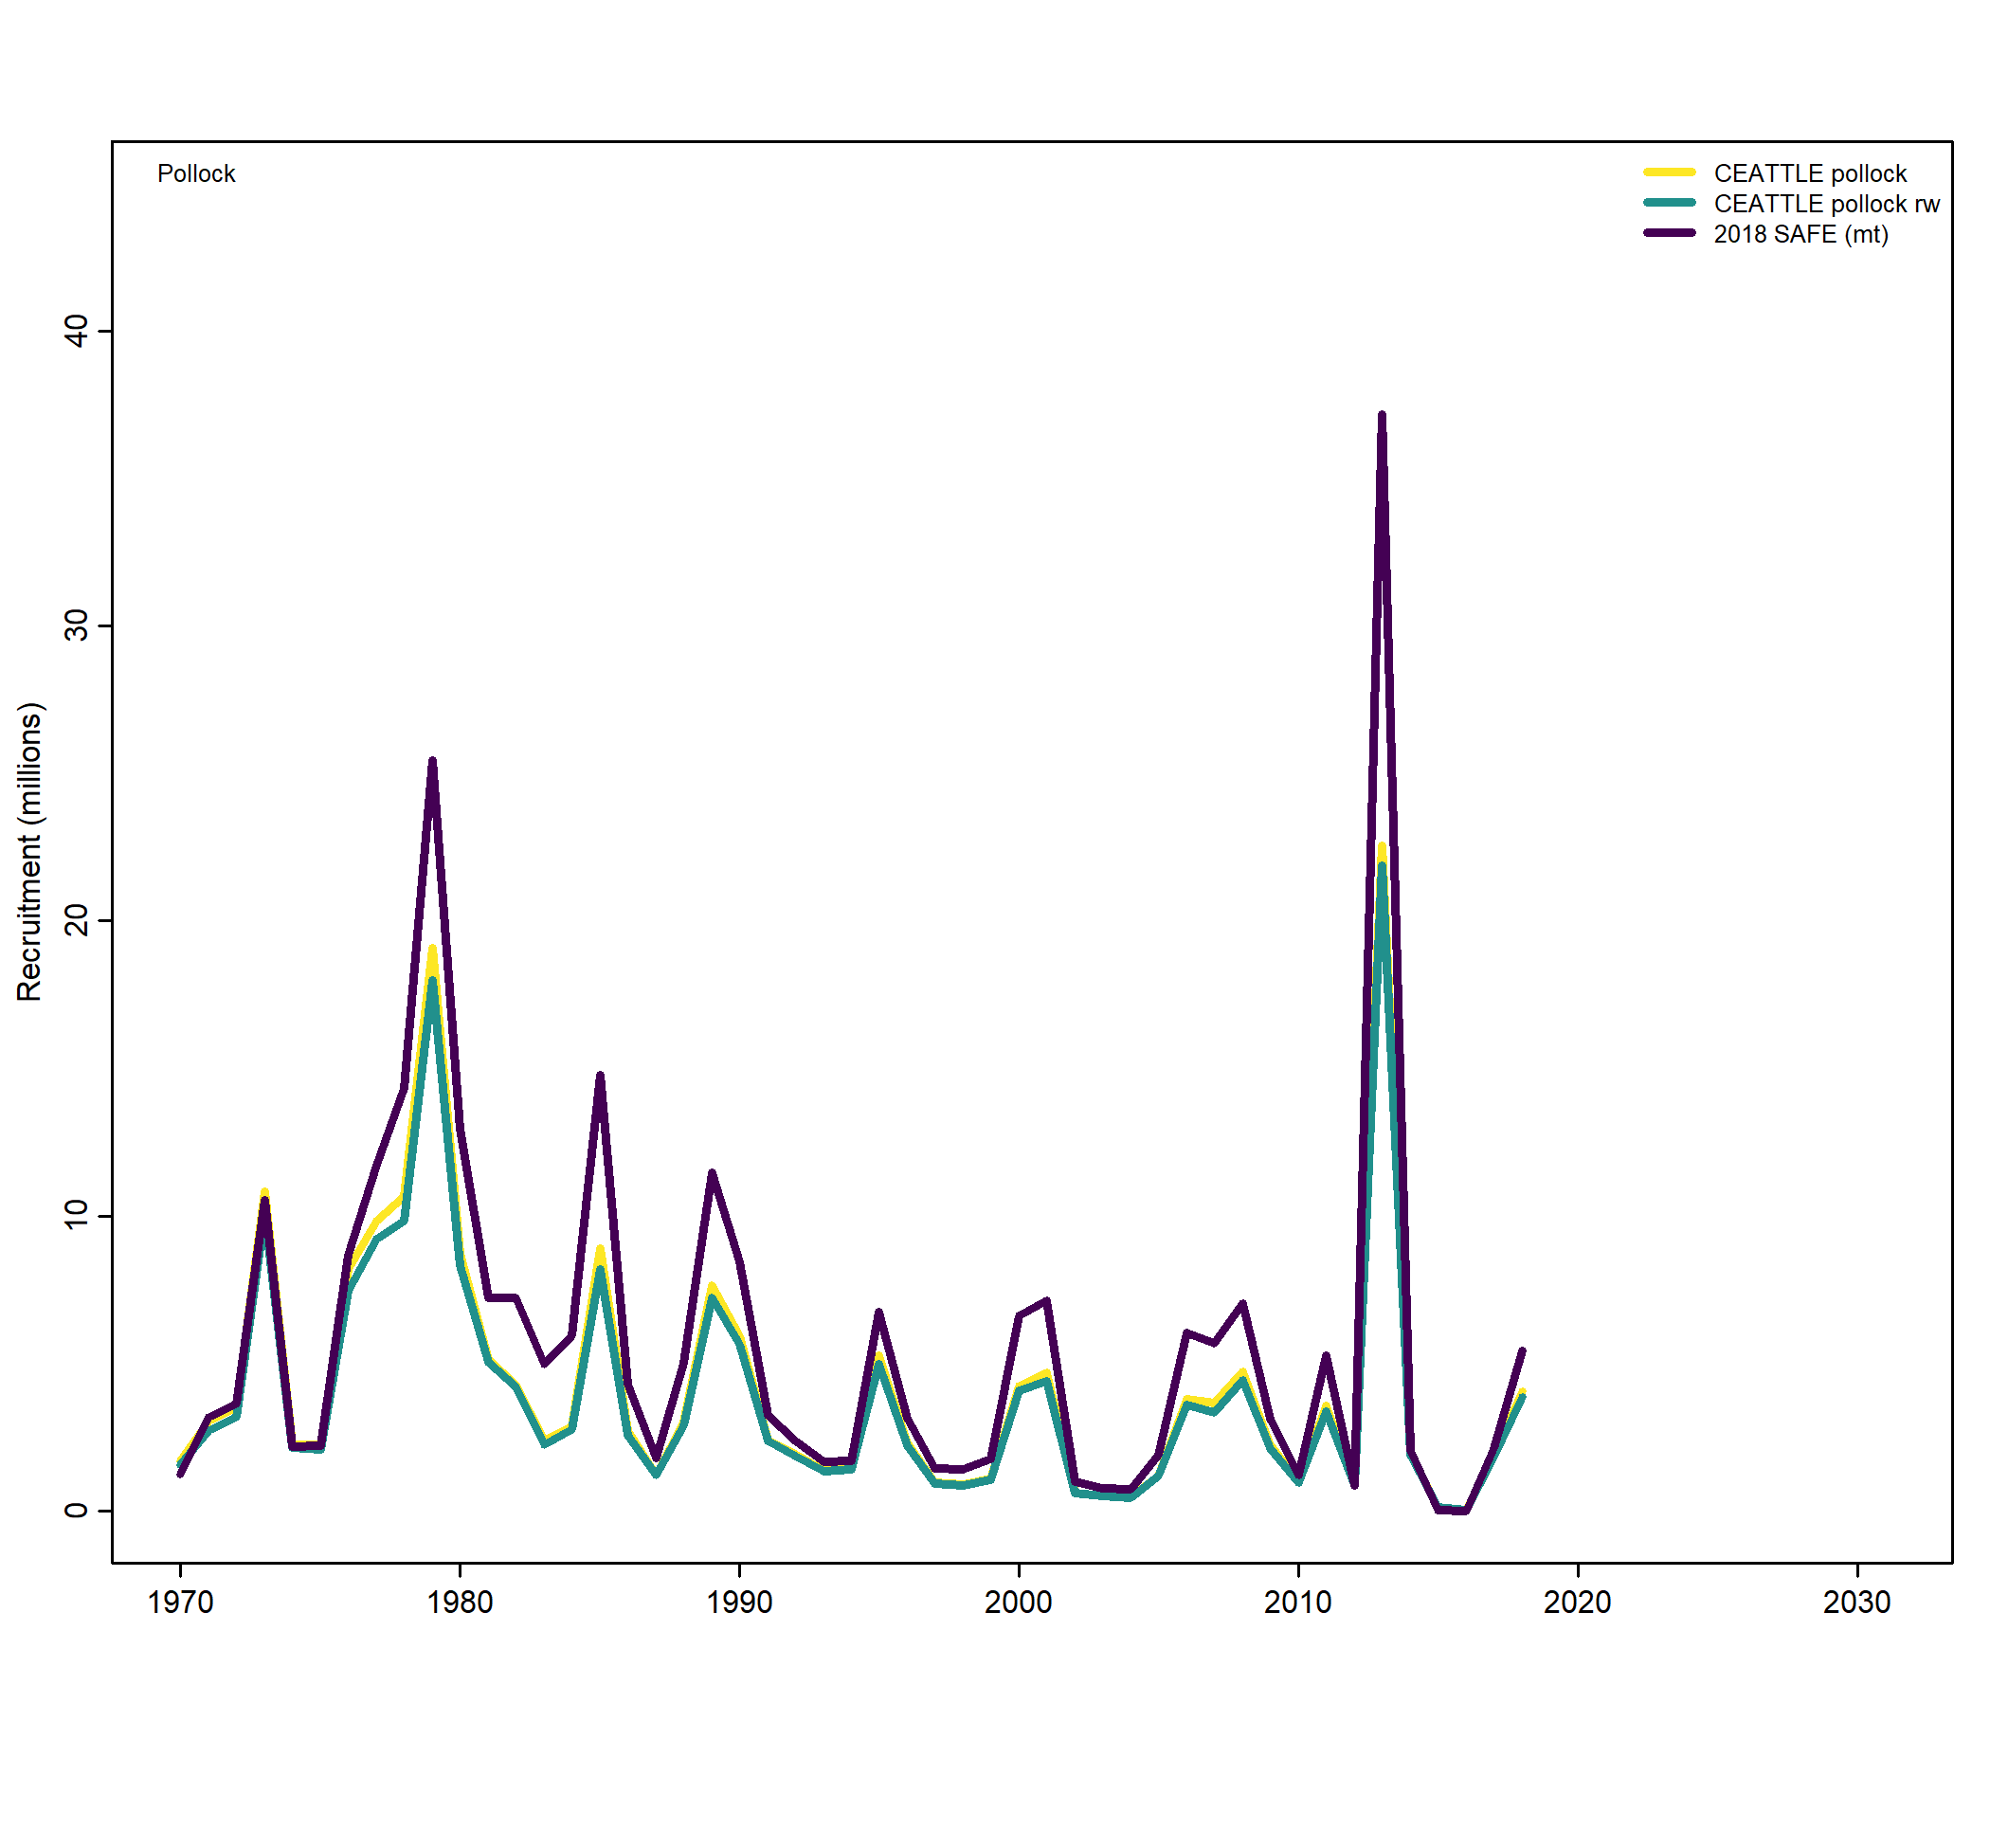 Pollock
CEATTLE pollock
CEATTLE pollock rw
2018 SAFE (mt)
Recruitment (millions)
40
30
20
10
0
1970 1980 1990 2000 2010 2020 2030